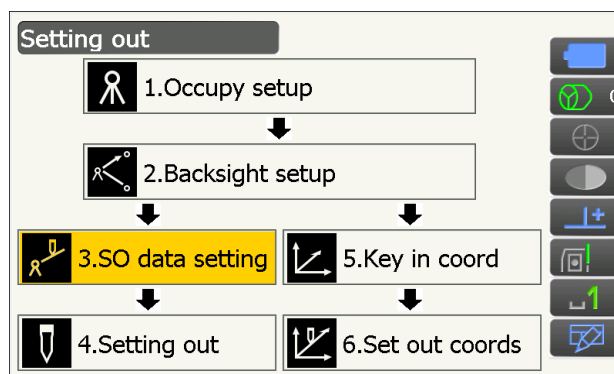 Setting out
1.Occupy setup
2.Backsight setup
3.SO data setting
5.Key in coord
4.Setting out
6.Set out coords